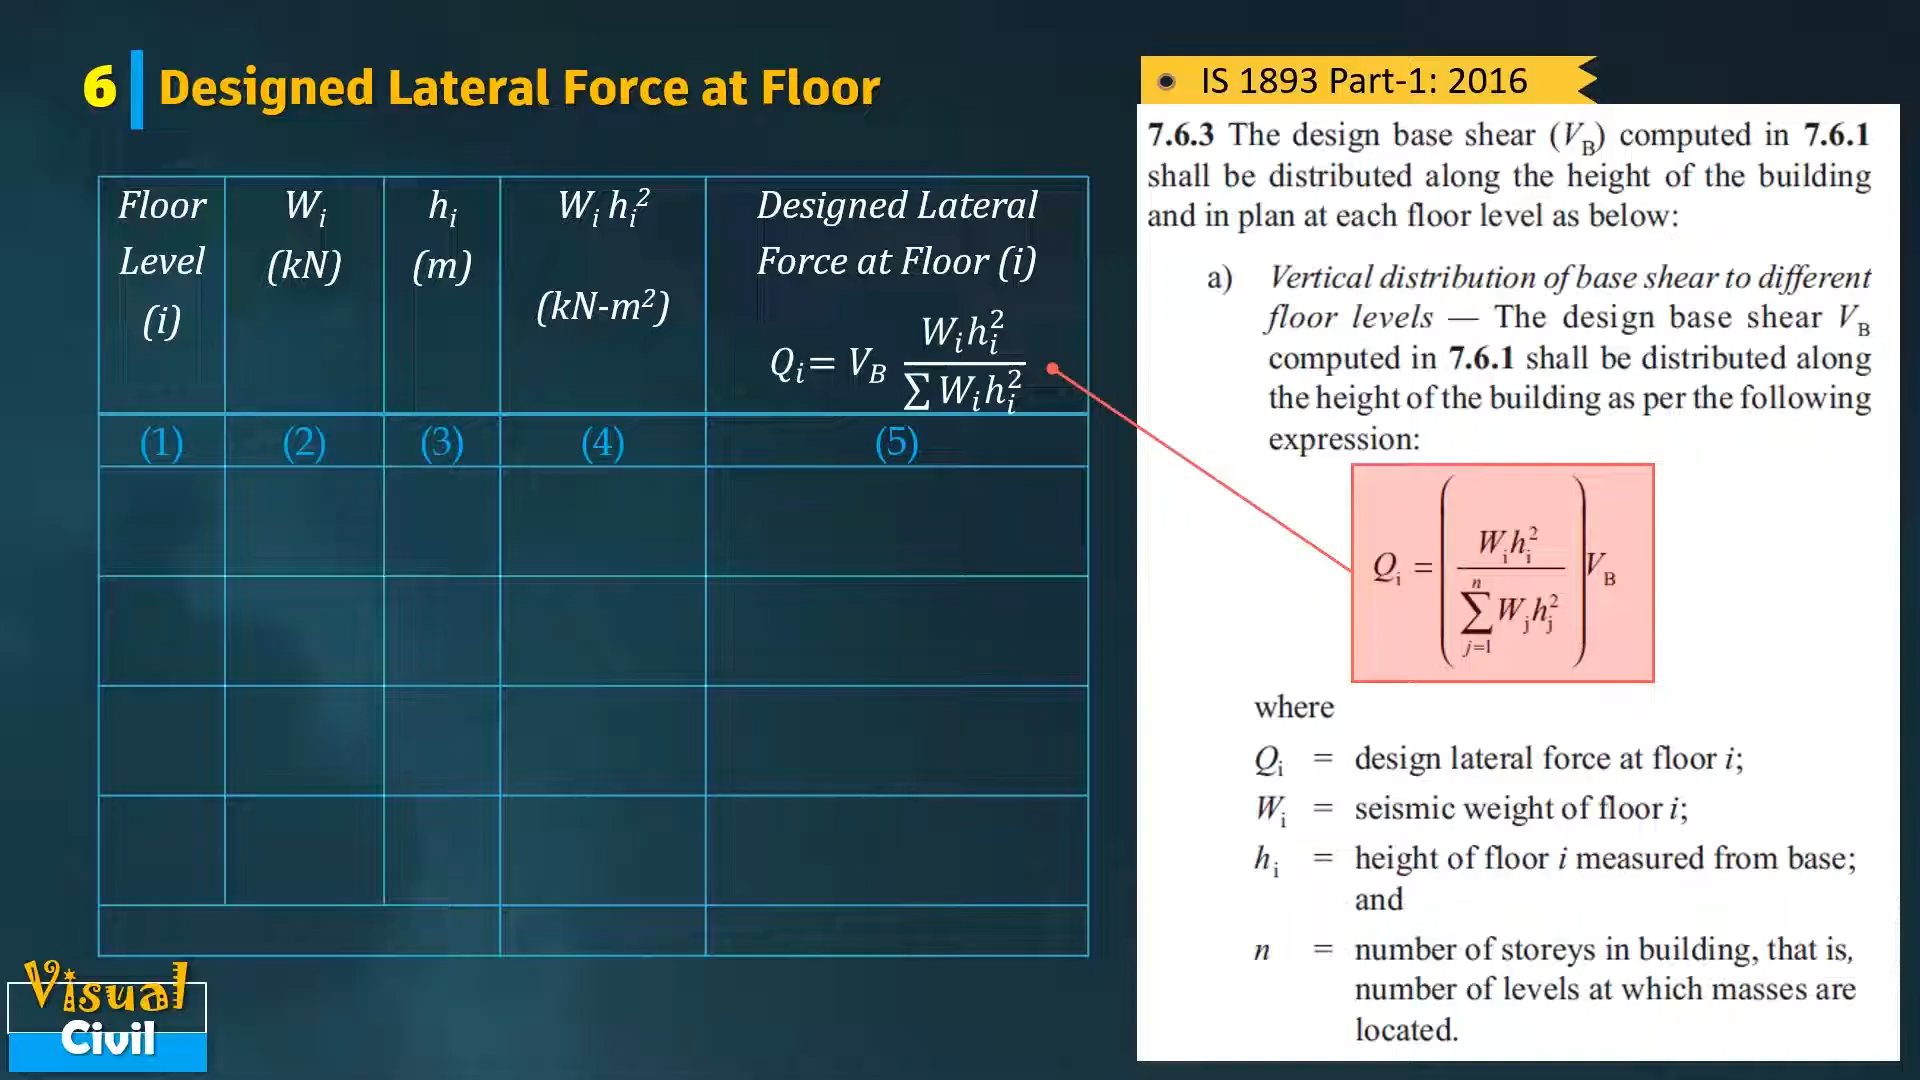 6 Designed Lateral Force at Floor
Floor
Level
(i)
Wᵢ
(kN)
hᵢ
(m)
Wᵢ hᵢ²
(kN-m²)
Designed Lateral
Force at Floor (i)
Qᵢ= V_B Wᵢhᵢ² / ∑ Wᵢhᵢ²
(1) (2) (3) (4) (5)
Visual
Civil
• IS 1893 Part-1: 2016
7.6.3 The design base shear (V_B) computed in 7.6.1
shall be distributed along the height of the building
and in plan at each floor level as below:
a) Vertical distribution of base shear to different
floor levels — The design base shear V_B
computed in 7.6.1 shall be distributed along
the height of the building as per the following
expression:
Qᵢ = ( Wᵢhᵢ² / ∑_{j=1}^{n} Wⱼhⱼ² ) V_B
where
Qᵢ = design lateral force at floor i;
Wᵢ = seismic weight of floor i;
hᵢ = height of floor i measured from base;
and
n = number of storeys in building, that is,
number of levels at which masses are
located.